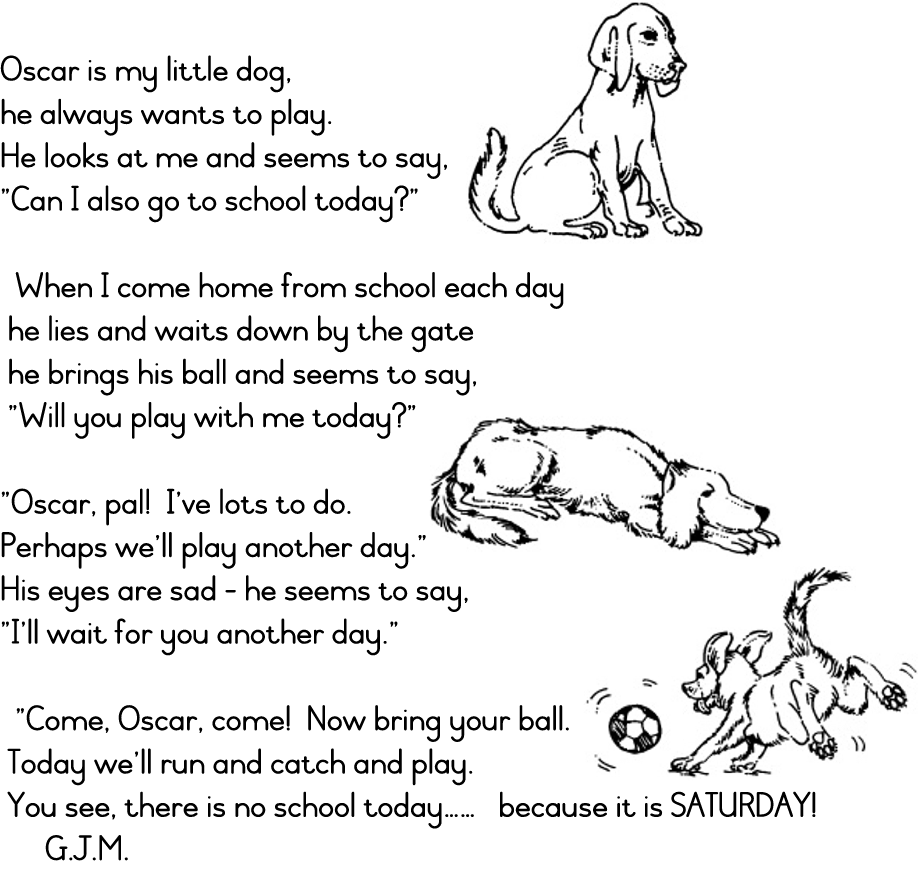 Oscar is my little dog,
he always wants to play.
He looks at me and seems to say,
"Can I also go to school today?"
When I come home from school each day
he lies and waits down by the gate
he brings his ball and seems to say,
"Will you play with me today?"
"Oscar, pal! I've lots to do.
Perhaps we'll play another day."
His eyes are sad - he seems to say,
"I'll wait for you another day."
"Come, Oscar, come! Now bring your ball.
Today we'll run and catch and play.
You see, there is no school today...... because it is SATURDAY!
G.J.M.